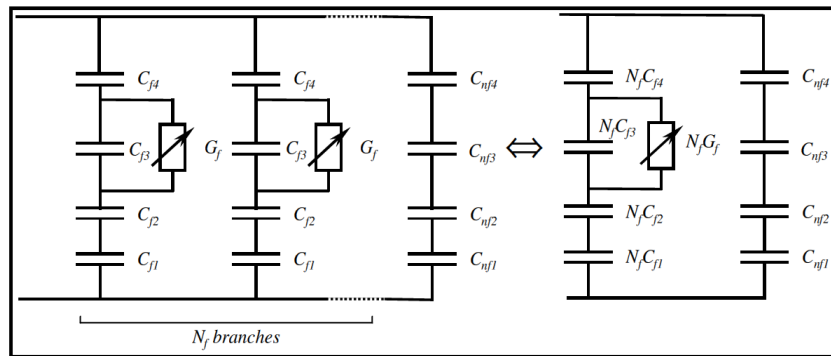 C_f4 C_f4 C_nf4 N_fC_f4 C_nf4
C_f3 G_f C_f3 G_f C_nf3 ⇔ N_fC_f3 N_fG_f C_nf3
C_f2 C_f2 C_nf2 N_fC_f2 C_nf2
C_f1 C_f1 C_nf1 N_fC_f1 C_nf1
N_f branches